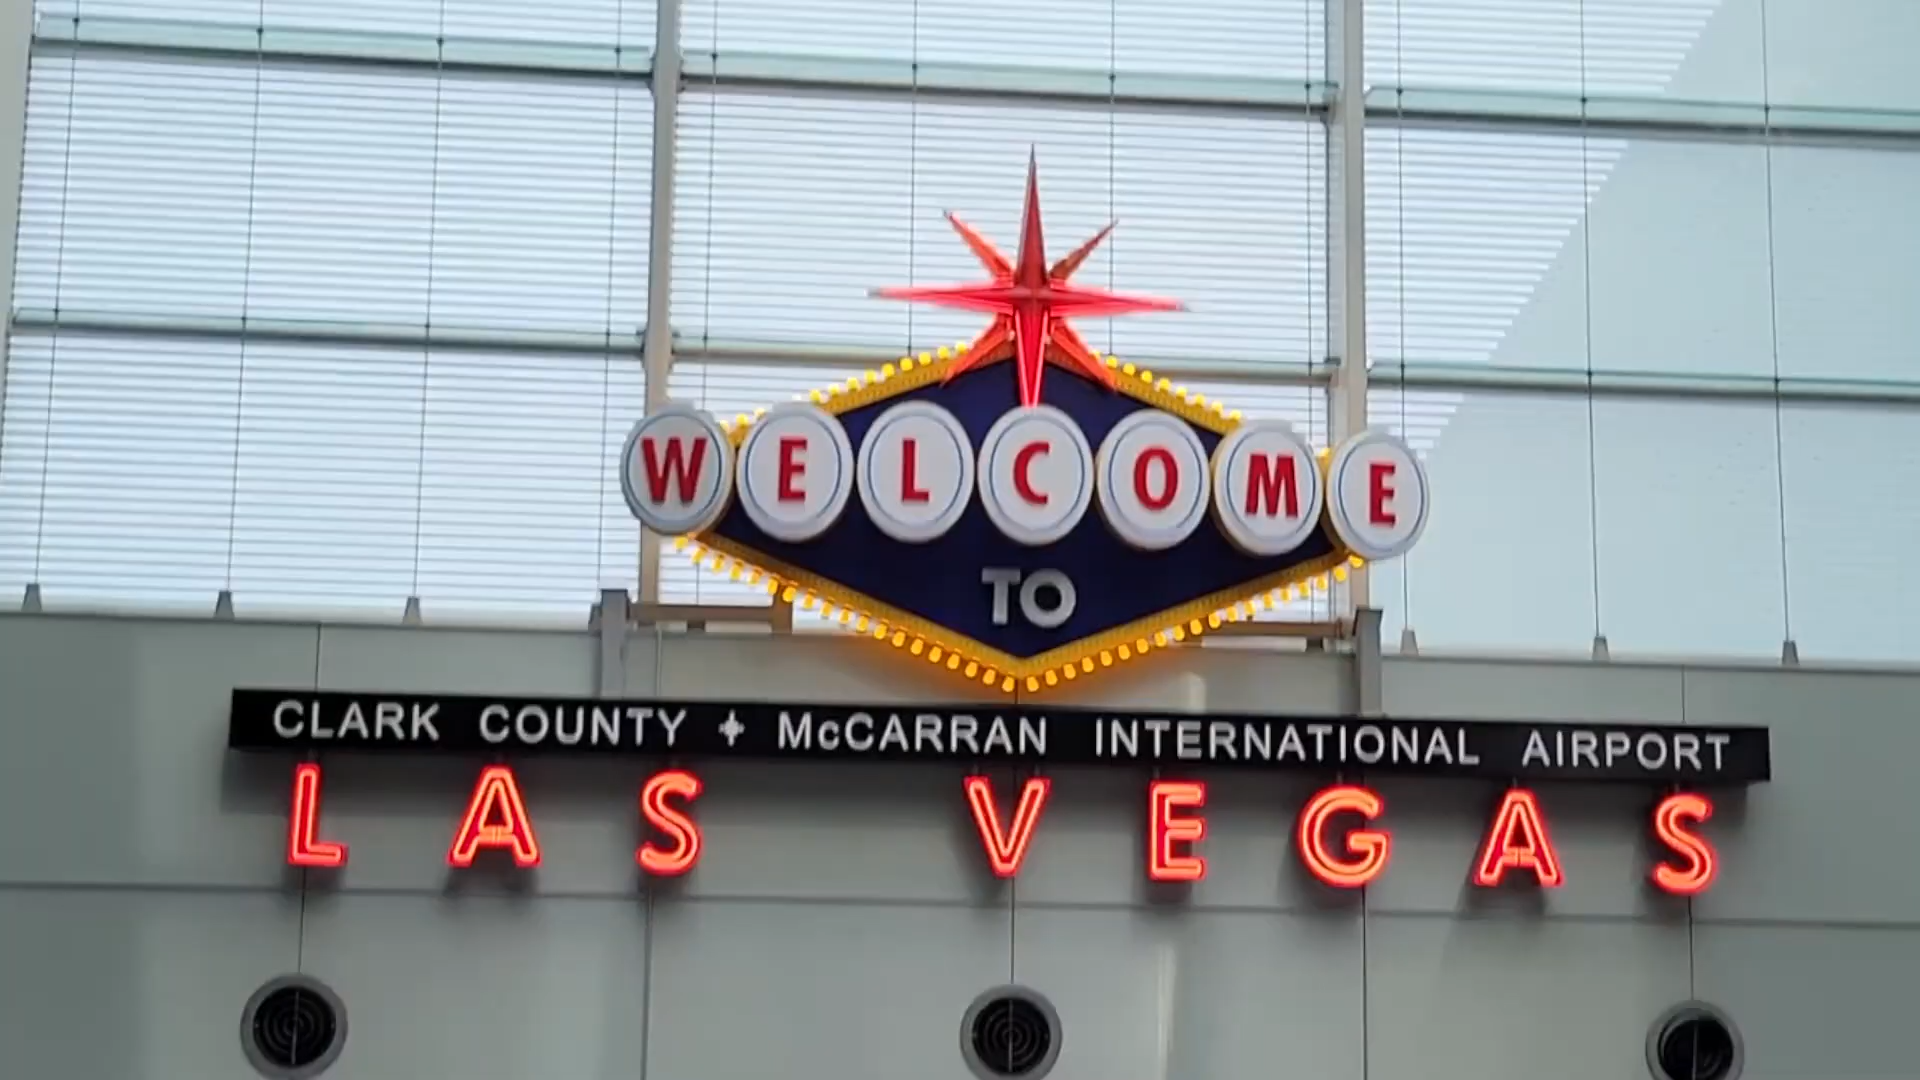 WELCOME
TO
CLARK COUNTY ✦ McCARRAN INTERNATIONAL AIRPORT
LAS VEGAS